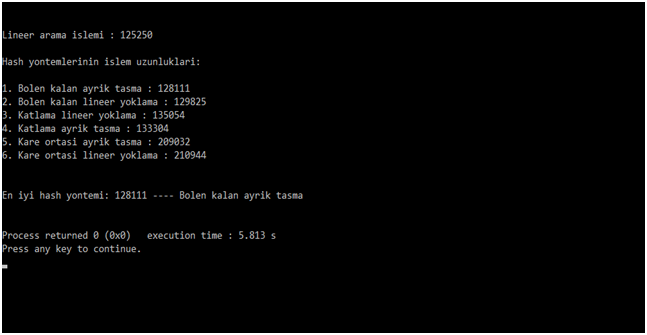 Lineer arama islemi : 125250
Hash yontemlerinin islem uzunluklari:
1. Bolen kalan ayrik tasma : 128111
2. Bolen kalan lineer yoklama : 129825
3. Katlama lineer yoklama : 135054
4. Katlama ayrik tasma : 133304
5. Kare ortasi ayrik tasma : 209032
6. Kare ortasi lineer yoklama : 210944
En iyi hash yontemi: 128111 ---- Bolen kalan ayrik tasma
Process returned 0 (0x0)   execution time : 5.813 s
Press any key to continue.